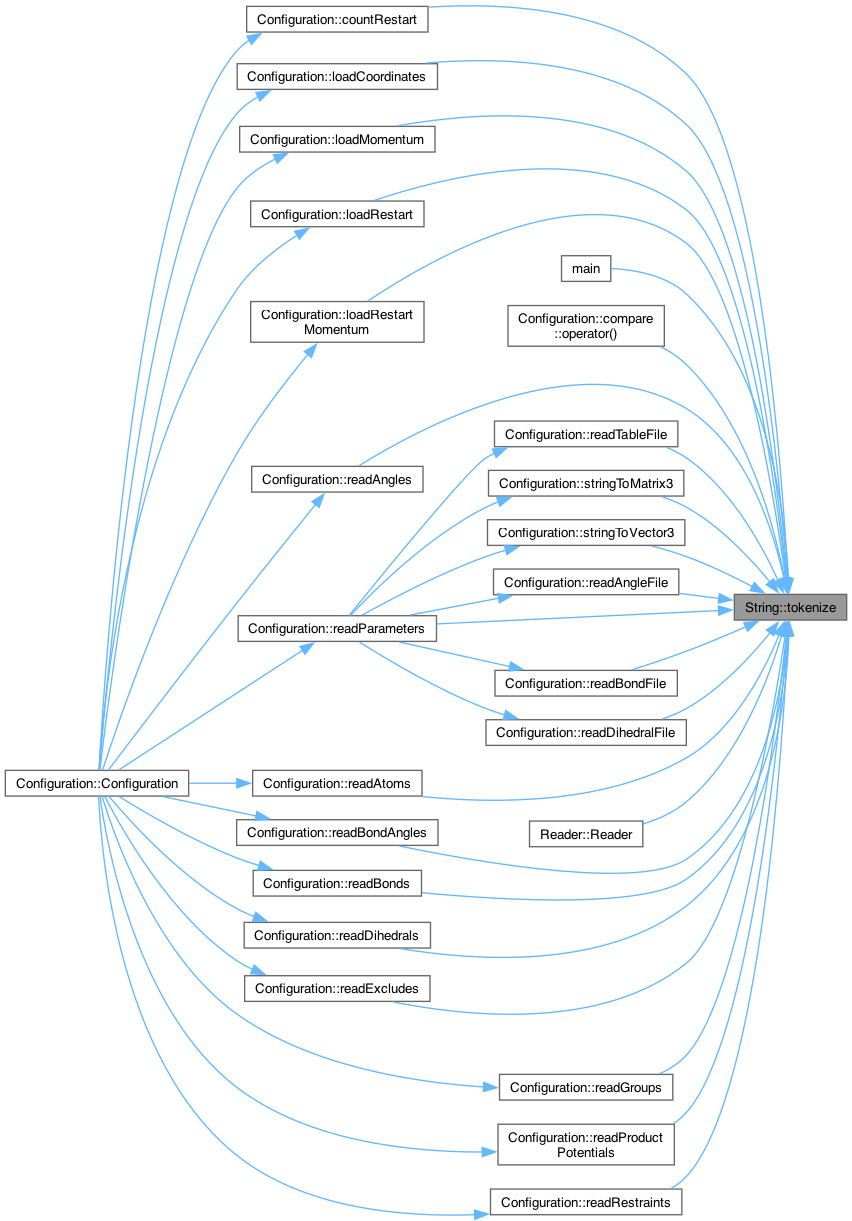 Configuration::countRestart
Configuration::loadCoordinates
Configuration::loadMomentum
Configuration::loadRestart
main
Configuration::loadRestart
Momentum
Configuration::compare
::operator()
Configuration::readTableFile
Configuration::readAngles
Configuration::stringToMatrix3
Configuration::stringToVector3
Configuration::readAngleFile
String::tokenize
Configuration::readParameters
Configuration::readBondFile
Configuration::readDihedralFile
Configuration::Configuration
Configuration::readAtoms
Configuration::readBondAngles
Reader::Reader
Configuration::readBonds
Configuration::readDihedrals
Configuration::readExcludes
Configuration::readGroups
Configuration::readProduct
Potentials
Configuration::readRestraints